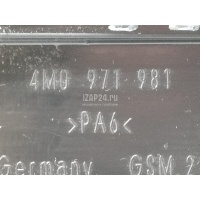 4M0 971 981
iZAP24.ru
>PA6<
Germany GSM 2